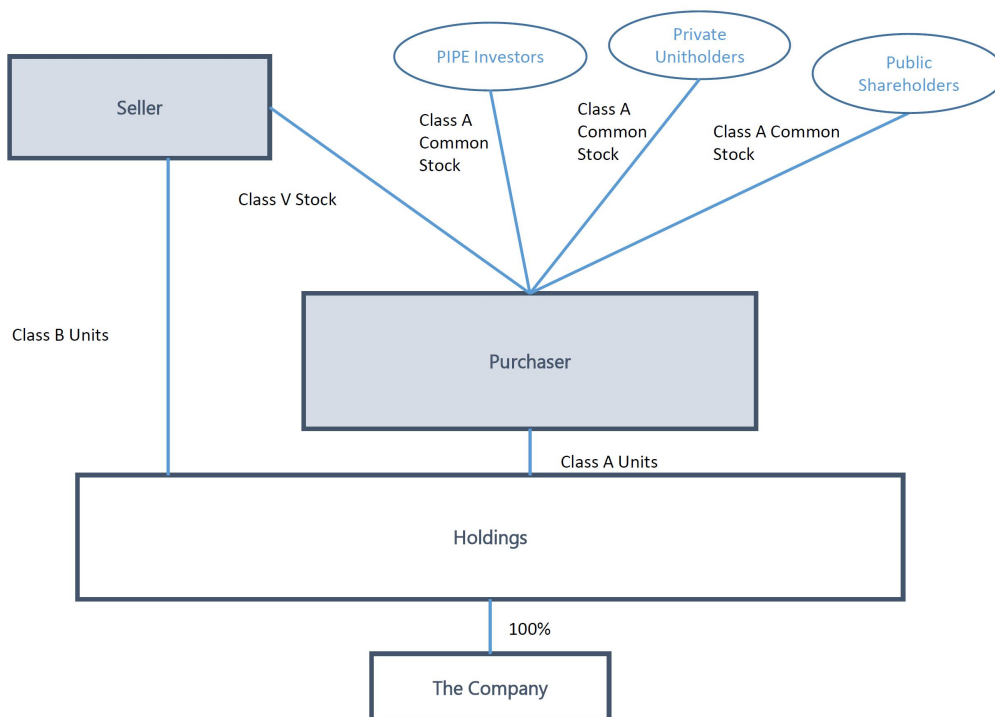 PIPE Investors
Private
Unitholders
Public
Shareholders
Seller
Class A
Common
Stock
Class A
Common
Stock
Class A Common
Stock
Class V Stock
Class B Units
Purchaser
Class A Units
Holdings
100%
The Company